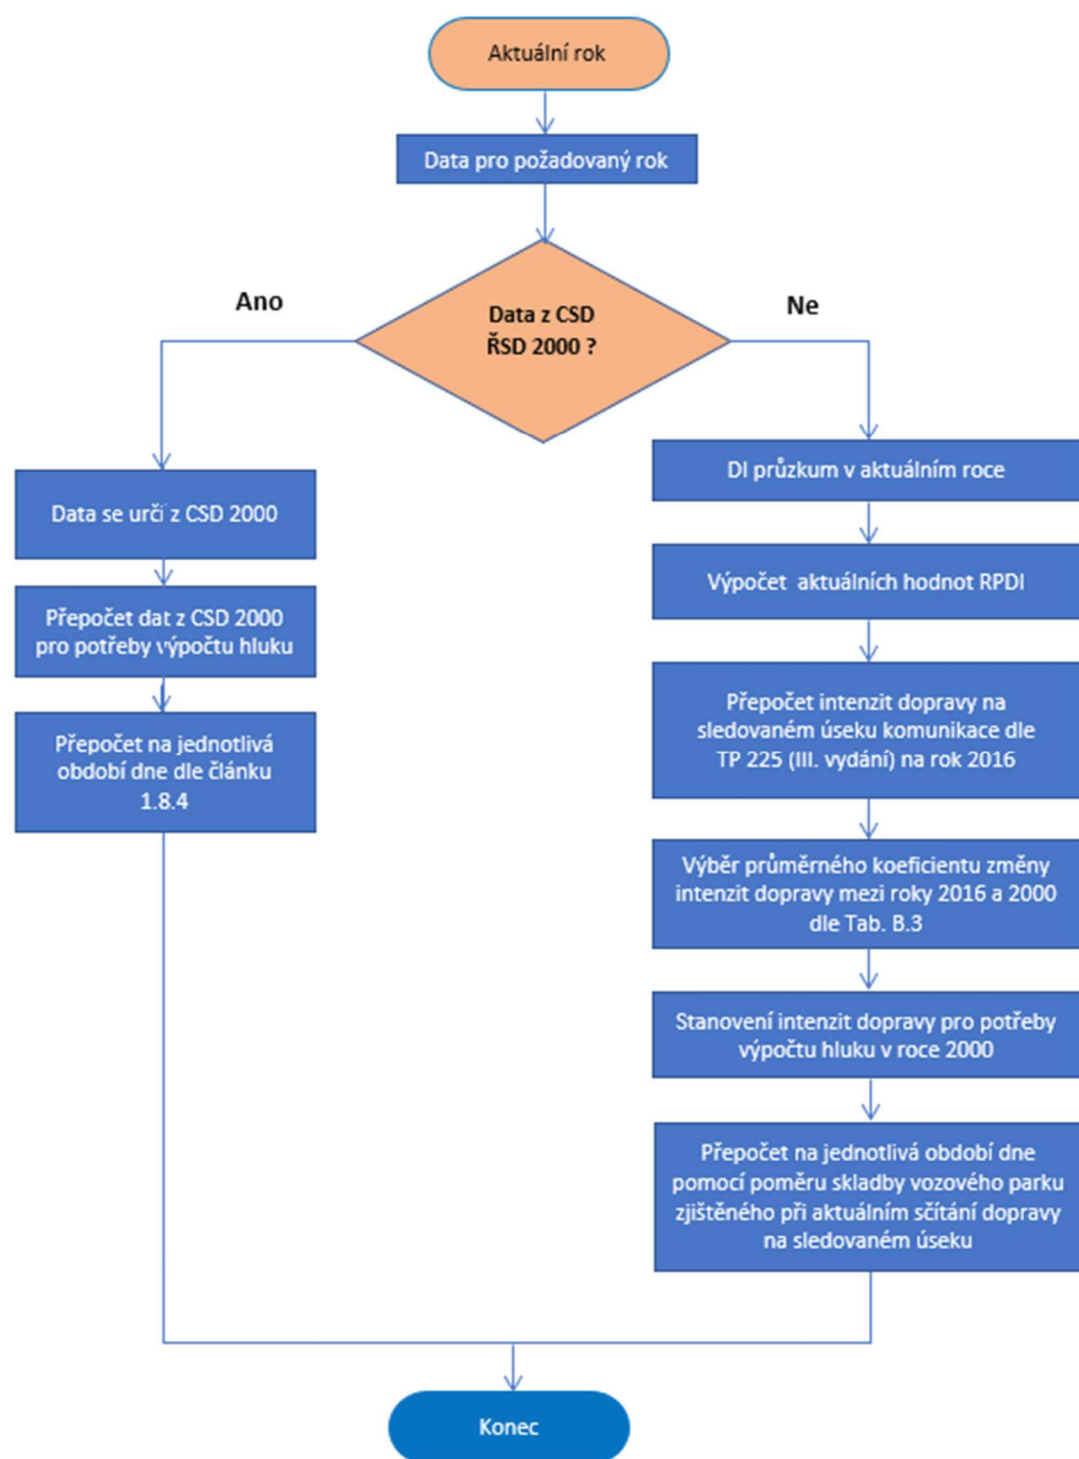 Aktuální rok
Data pro požadovaný rok
Ano
Data z CSD
ŘSD 2000 ?
Ne
Data se určí z CSD 2000
Přepočet dat z CSD 2000
pro potřeby výpočtu hluku
Přepočet na jednotlivá
období dne dle článku
1.8.4
DI průzkum v aktuálním roce
Výpočet  aktuálních hodnot RPDI
Přepočet intenzit dopravy na
sledovaném úseku komunikace dle
TP 225 (III. vydání) na rok 2016
Výběr průměrného koeficientu změny
intenzit dopravy mezi roky 2016 a 2000
dle Tab. B.3
Stanovení intenzit dopravy pro potřeby
výpočtu hluku v roce 2000
Přepočet na jednotlivá období dne
pomocí poměru skladby vozového parku
zjištěného při aktuálním sčítání dopravy
na sledovaném úseku
Konec